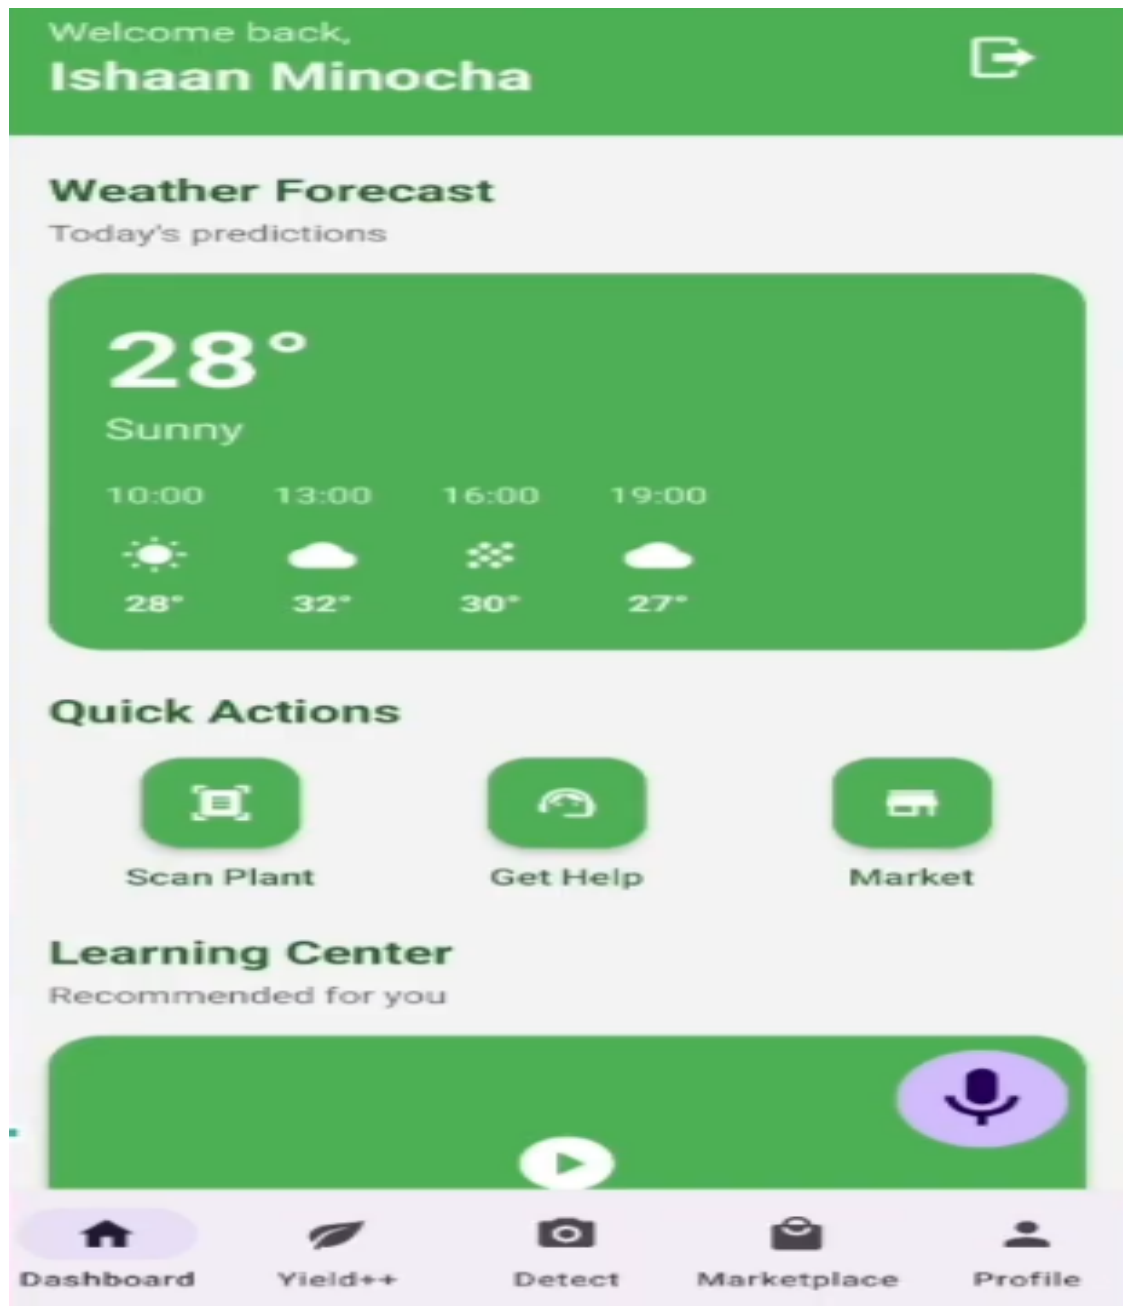 Welcome back,
Ishaan Minocha
Weather Forecast
Today's predictions
28°
Sunny
10:00 13:00 16:00 19:00
28° 32° 30° 27°
Quick Actions
Scan Plant Get Help Market
Learning Center
Recommended for you
Dashboard Yield++ Detect Marketplace Profile